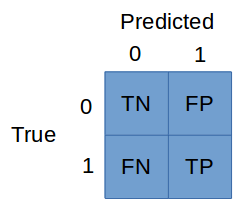 Predicted
0 1
0 TN FP
True
1 FN TP